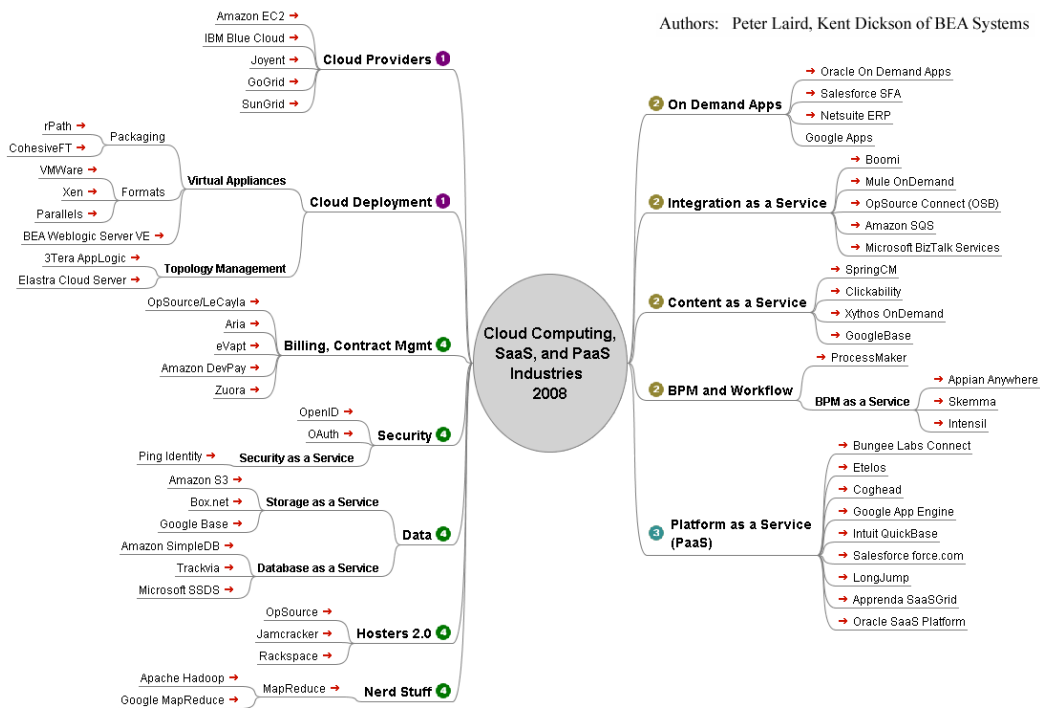 Authors: Peter Laird, Kent Dickson of BEA Systems
Cloud Computing,
SaaS, and PaaS
Industries
2008
1 Cloud Providers
Amazon EC2
IBM Blue Cloud
Joyent
GoGrid
SunGrid
1 Cloud Deployment
Virtual Appliances
Packaging
rPath
CohesiveFT
Formats
VMWare
Xen
Parallels
BEA Weblogic Server VE
Topology Management
3Tera AppLogic
Elastra Cloud Server
4 Billing, Contract Mgmt
OpSource/LeCayla
Aria
eVapt
Amazon DevPay
Zuora
4 Security
OpenID
OAuth
Security as a Service
Ping Identity
4 Data
Storage as a Service
Amazon S3
Box.net
Google Base
Database as a Service
Amazon SimpleDB
Trackvia
Microsoft SSDS
4 Hosters 2.0
OpSource
Jamcracker
Rackspace
4 Nerd Stuff
MapReduce
Apache Hadoop
Google MapReduce
2 On Demand Apps
Oracle On Demand Apps
Salesforce SFA
Netsuite ERP
Google Apps
2 Integration as a Service
Boomi
Mule OnDemand
OpSource Connect (OSB)
Amazon SQS
Microsoft BizTalk Services
2 Content as a Service
SpringCM
Clickability
Xythos OnDemand
GoogleBase
2 BPM and Workflow
ProcessMaker
BPM as a Service
Appian Anywhere
Skemma
Intensil
3 Platform as a Service
(PaaS)
Bungee Labs Connect
Etelos
Coghead
Google App Engine
Intuit QuickBase
Salesforce force.com
LongJump
Apprenda SaaSGrid
Oracle SaaS Platform